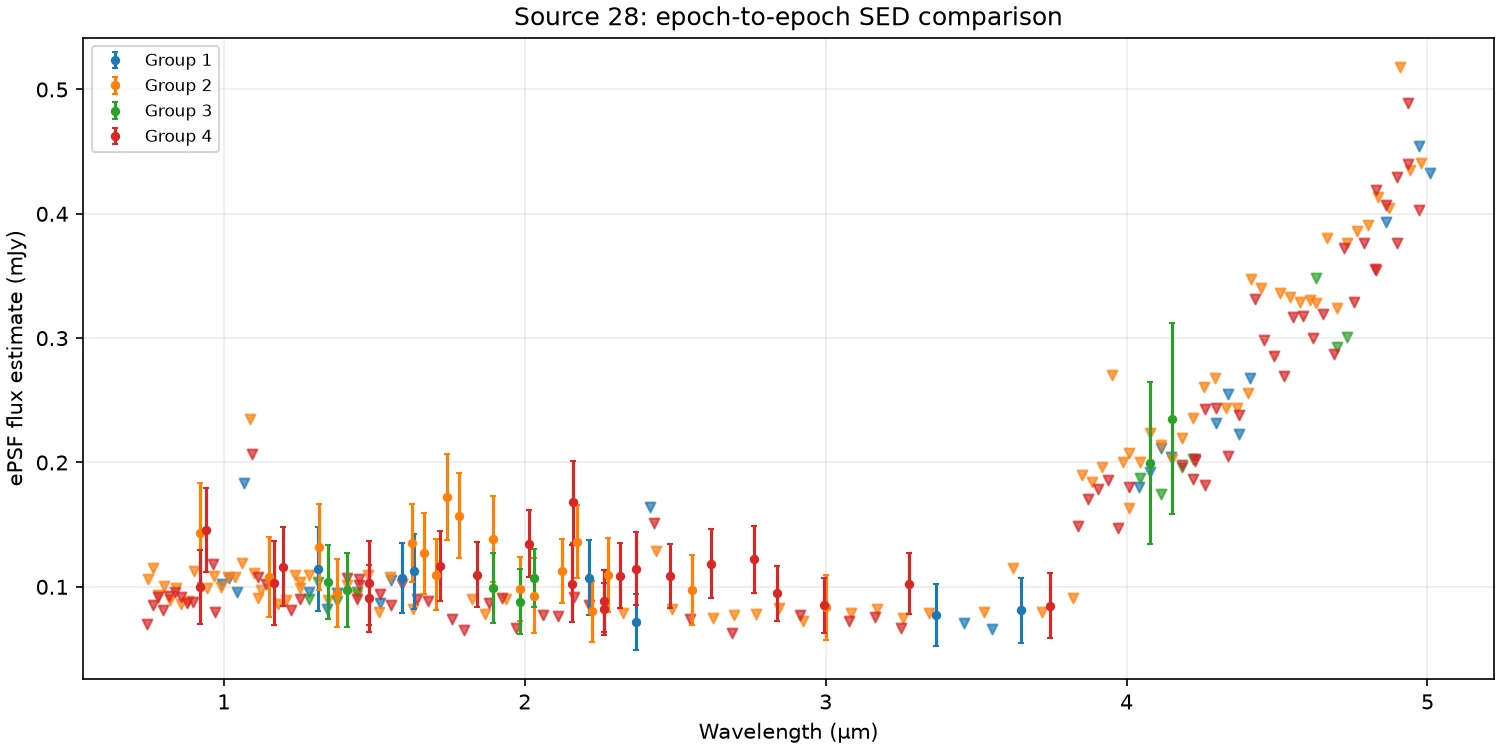 Source 28: epoch-to-epoch SED comparison
Group 1
Group 2
Group 3
Group 4
ePSF flux estimate (mJy)
0.5
0.4
0.3
0.2
0.1
1 2 3 4 5
Wavelength (μm)